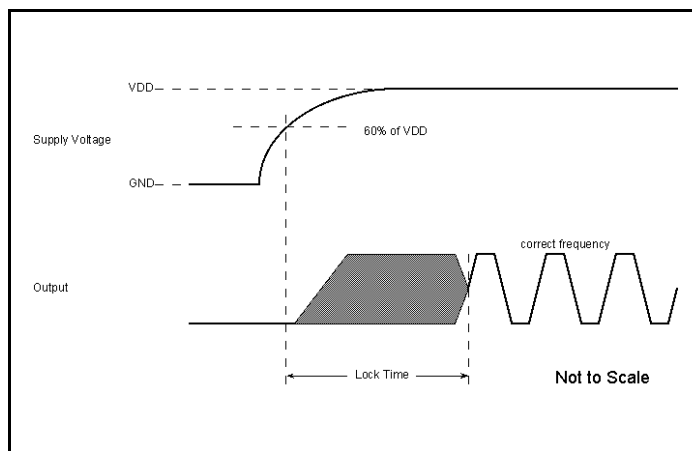 VDD
60% of VDD
Supply Voltage
GND
correct frequency
Output
Lock Time
Not to Scale